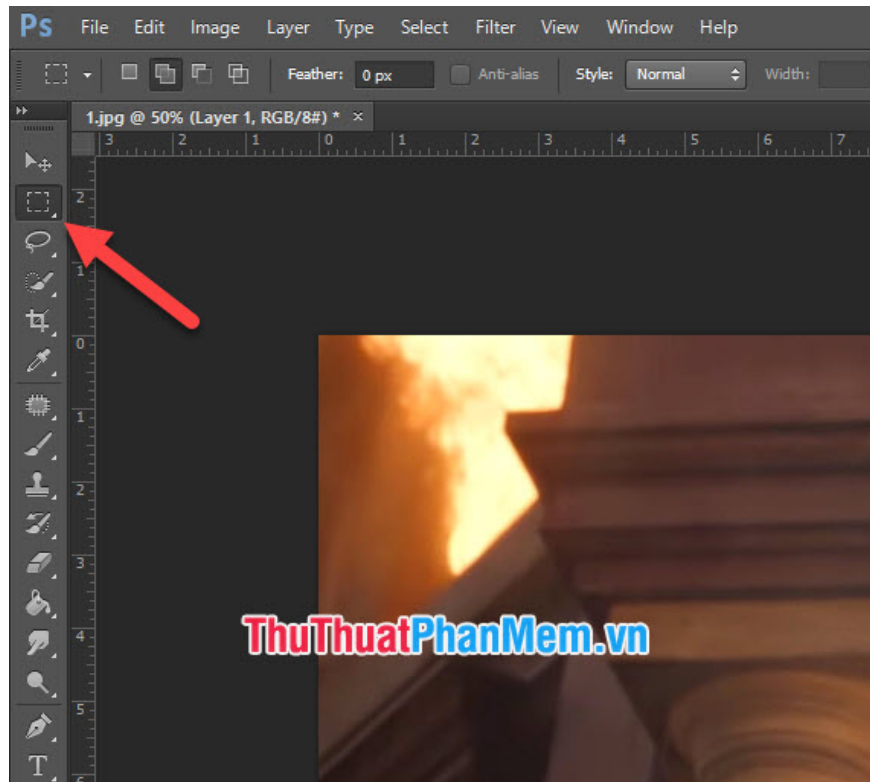 Ps File Edit Image Layer Type Select Filter View Window Help
Feather: 0 px Anti-alias Style: Normal Width:
1.jpg @ 50% (Layer 1, RGB/8#) * ×
3 2 1 0 1 2 3 4 5 6 7
2
1
0
1
2
3
ThuThuatPhanMem.vn
4
5
T
6